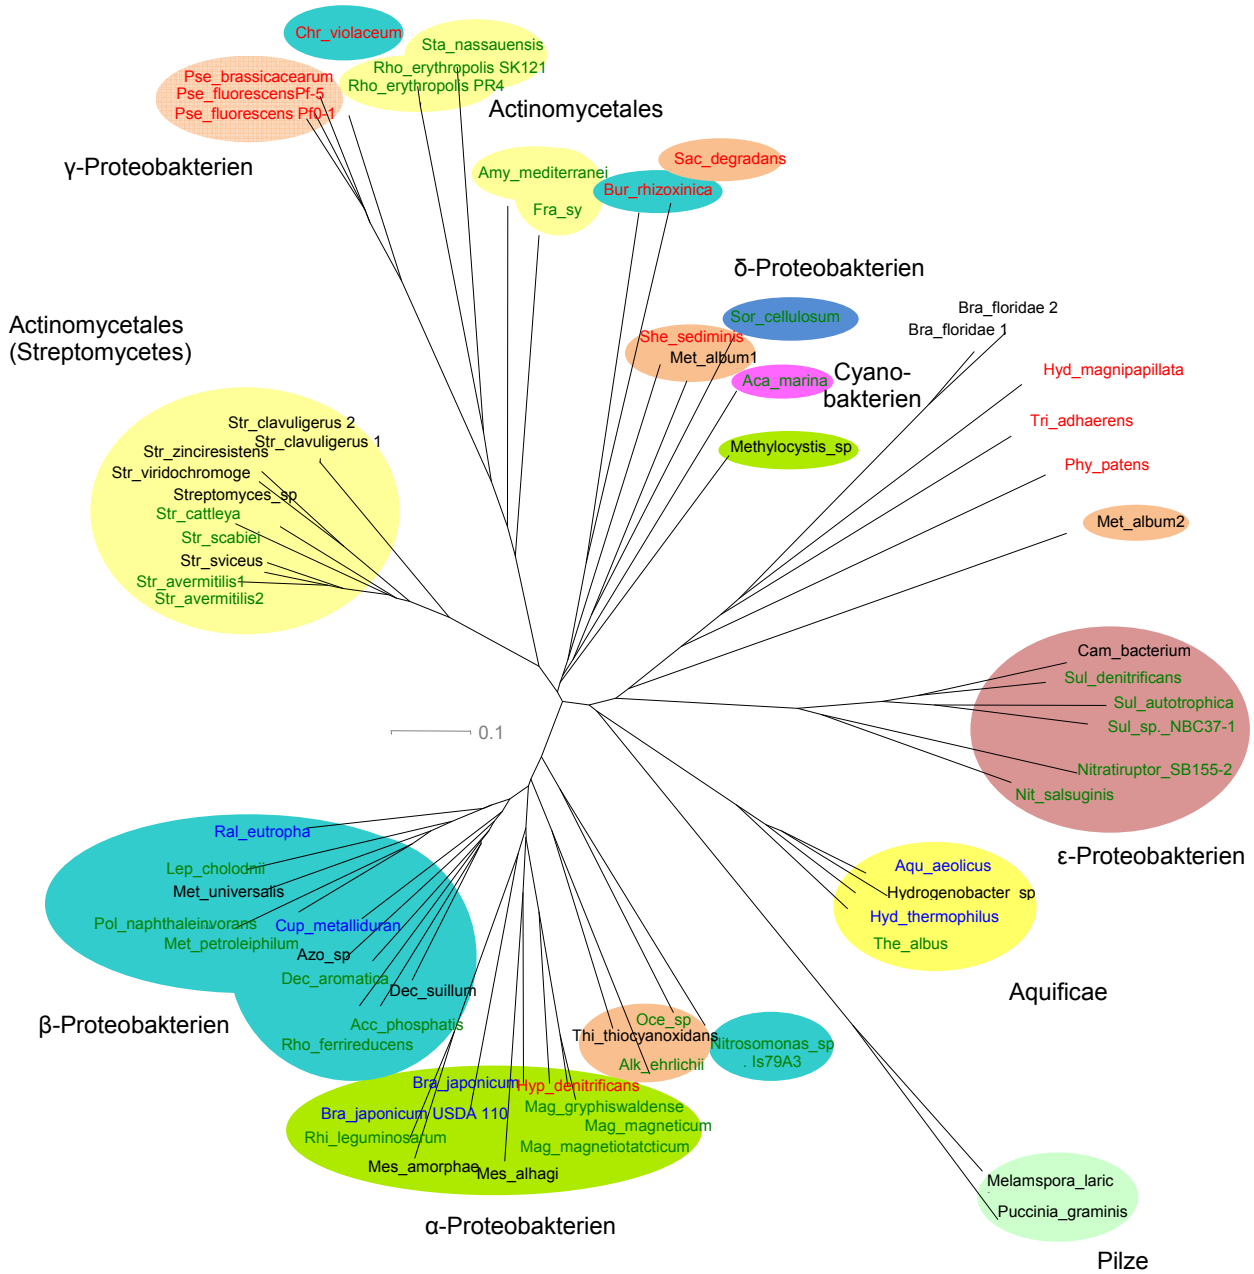 Chr_violaceum
Sta_nassauensis
Rho_erythropolis SK121
Rho_erythropolis PR4
Pse_brassicacearum
Pse_fluorescensPf-5
Pse_fluorescens Pf0-1
Actinomycetales
γ-Proteobakterien
Sac_degradans
Amy_mediterranei
Bur_rhizoxinica
Fra_sy
δ-Proteobakterien
Sor_cellulosum
Bra_floridae 2
Bra_floridae 1
Actinomycetales
(Streptomycetes)
She_sediminis
Met_album1
Aca_marina
Cyano-
bakterien
Hyd_magnipapillata
Tri_adhaerens
Str_clavuligerus 2
Str_clavuligerus 1
Str_zinciresistens
Methylocystis_sp
Str_viridochromoge
Phy_patens
Streptomyces_sp
Str_cattleya
Met_album2
Str_scabiei
Str_sviceus
Str_avermitilis1
Str_avermitilis2
Cam_bacterium
Sul_denitrificans
Sul_autotrophica
Sul_sp._NBC37-1
0.1
Nitratiruptor_SB155-2
Nit_salsuginis
Ral_eutropha
ε-Proteobakterien
Lep_cholodnii
Aqu_aeolicus
Met_universalis
Hydrogenobacter_sp
Pol_naphthaleinvorans
Cup_metalliduran
Hyd_thermophilus
Met_petroleiphilum
The_albus
Azo_sp
Dec_aromatica
Dec_suillum
Aquificae
β-Proteobakterien
Acc_phosphatis
Oce_sp
Thi_thiocyanoxidans
Nitrosomonas_sp
. Is79A3
Rho_ferrireducens
Alk_ehrlichii
Bra_japonicum
Hyp_denitrificans
Bra_japonicum USDA 110
Mag_gryphiswaldense
Mag_magneticum
Rhi_leguminosarum
Mag_magnetiotatcticum
Mes_amorphae
Mes_alhagi
Melamspora_laric
Puccinia_graminis
α-Proteobakterien
Pilze